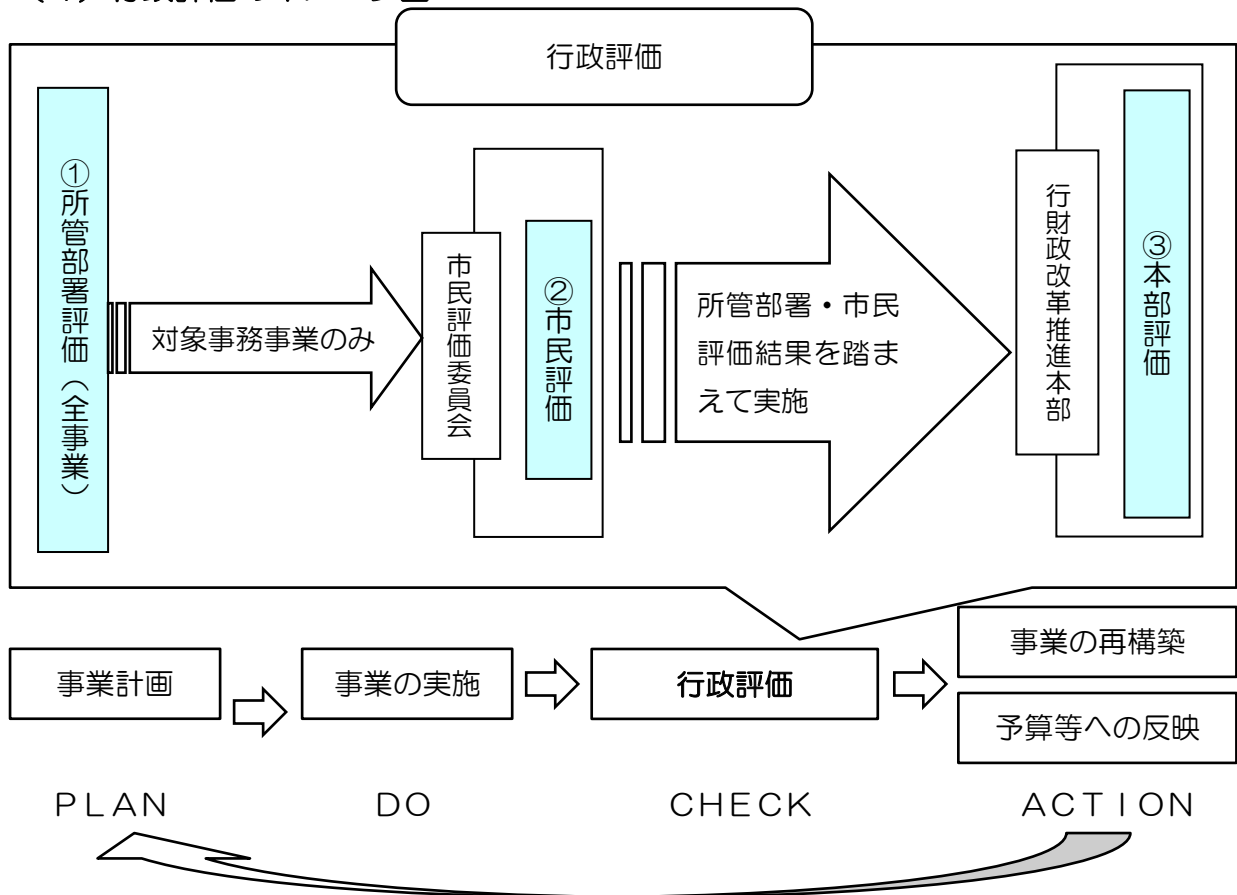 行政評価
①所管部署評価（全事業）
対象事務事業のみ
市民評価委員会
②市民評価
所管部署・市民
評価結果を踏ま
えて実施
行財政改革推進本部
③本部評価
事業計画
事業の実施
行政評価
事業の再構築
予算等への反映
ＰＬＡＮ
ＤＯ
ＣＨＥＣＫ
ＡＣＴＩＯＮ